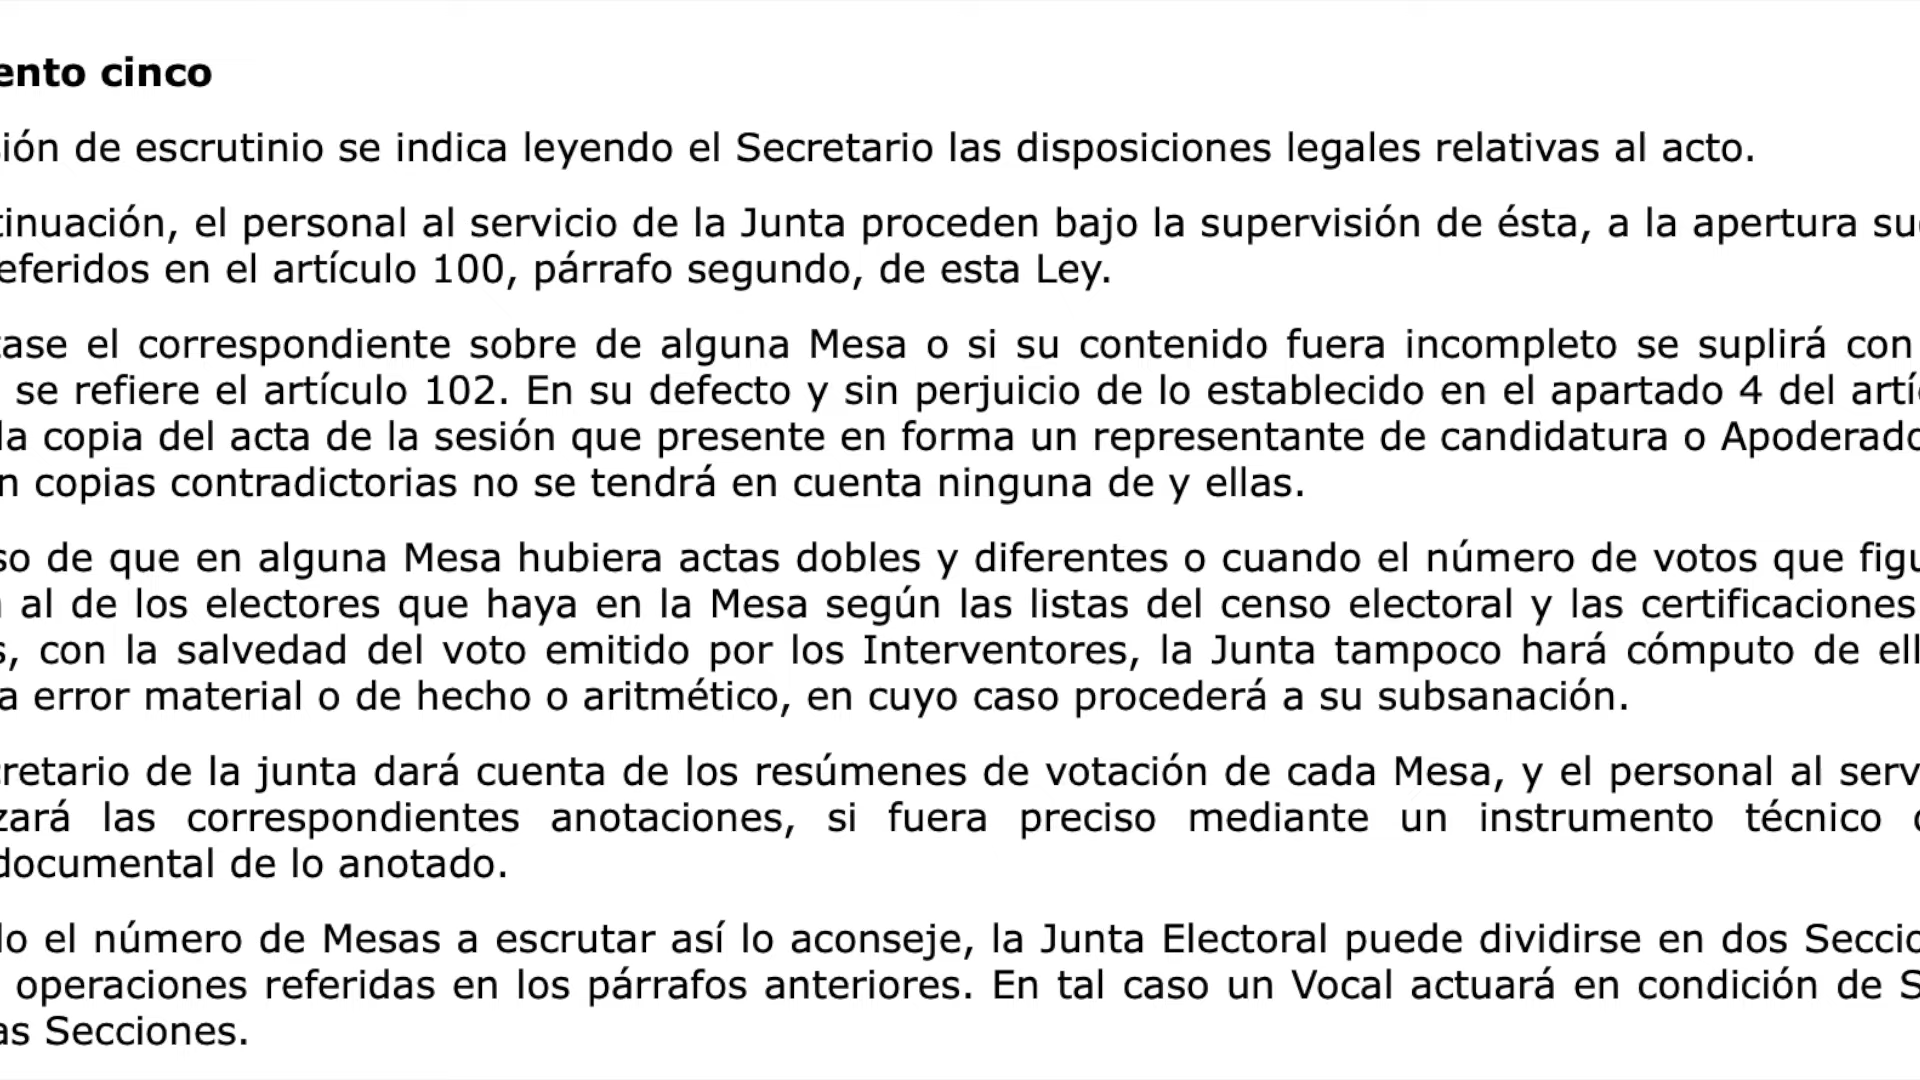 ento cinco
ión de escrutinio se indica leyendo el Secretario las disposiciones legales relativas al acto.
tinuación, el personal al servicio de la Junta proceden bajo la supervisión de ésta, a la apertura su
eferidos en el artículo 100, párrafo segundo, de esta Ley.
ase el correspondiente sobre de alguna Mesa o si su contenido fuera incompleto se suplirá con
se refiere el artículo 102. En su defecto y sin perjuicio de lo establecido en el apartado 4 del artí
la copia del acta de la sesión que presente en forma un representante de candidatura o Apoderado
n copias contradictorias no se tendrá en cuenta ninguna de y ellas.
so de que en alguna Mesa hubiera actas dobles y diferentes o cuando el número de votos que figu
al de los electores que haya en la Mesa según las listas del censo electoral y las certificaciones
s, con la salvedad del voto emitido por los Interventores, la Junta tampoco hará cómputo de ell
a error material o de hecho o aritmético, en cuyo caso procederá a su subsanación.
retario de la junta dará cuenta de los resúmenes de votación de cada Mesa, y el personal al serv
zará las correspondientes anotaciones, si fuera preciso mediante un instrumento técnico
documental de lo anotado.
do el número de Mesas a escrutar así lo aconseje, la Junta Electoral puede dividirse en dos Seccio
operaciones referidas en los párrafos anteriores. En tal caso un Vocal actuará en condición de S
as Secciones.